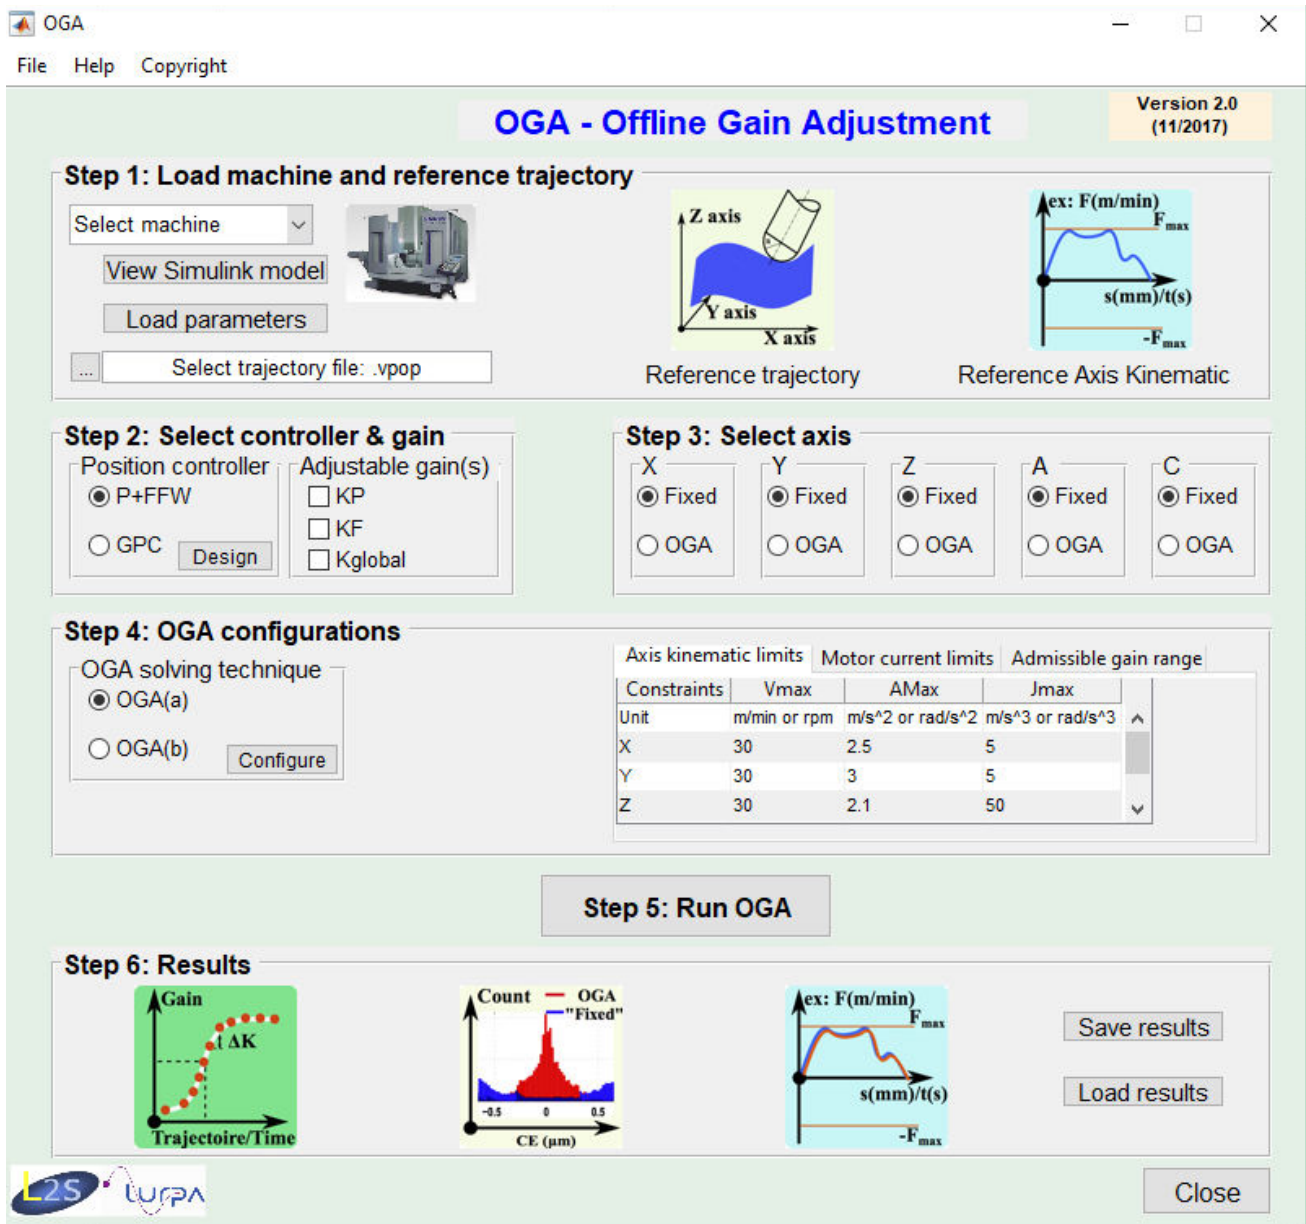 OGA
File Help Copyright
OGA - Offline Gain Adjustment
Version 2.0
(11/2017)
Step 1: Load machine and reference trajectory
Select machine
View Simulink model
Load parameters
... Select trajectory file: .vpop
Z axis
Y axis
X axis
Reference trajectory
ex: F(m/min)
Fmax
s(mm)/t(s)
-Fmax
Reference Axis Kinematic
Step 2: Select controller & gain
Position controller
P+FFW
GPC
Design
Adjustable gain(s)
KP
KF
Kglobal
Step 3: Select axis
X
Fixed
OGA
Y
Fixed
OGA
Z
Fixed
OGA
A
Fixed
OGA
C
Fixed
OGA
Step 4: OGA configurations
OGA solving technique
OGA(a)
OGA(b)
Configure
Axis kinematic limits Motor current limits Admissible gain range
Constraints Vmax AMax Jmax
Unit m/min or rpm m/s^2 or rad/s^2 m/s^3 or rad/s^3
X 30 2.5 5
Y 30 3 5
Z 30 2.1 50
Step 5: Run OGA
Step 6: Results
Gain
ΔK
Trajectoire/Time
Count OGA
"Fixed"
-0.5 0 0.5
CE (μm)
ex: F(m/min)
Fmax
s(mm)/t(s)
-Fmax
Save results
Load results
L2S
Close